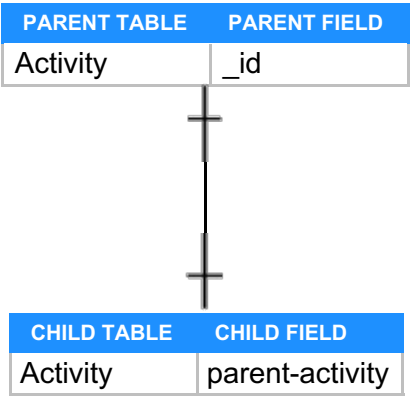 PARENT TABLE PARENT FIELD
Activity _id
CHILD TABLE CHILD FIELD
Activity parent-activity